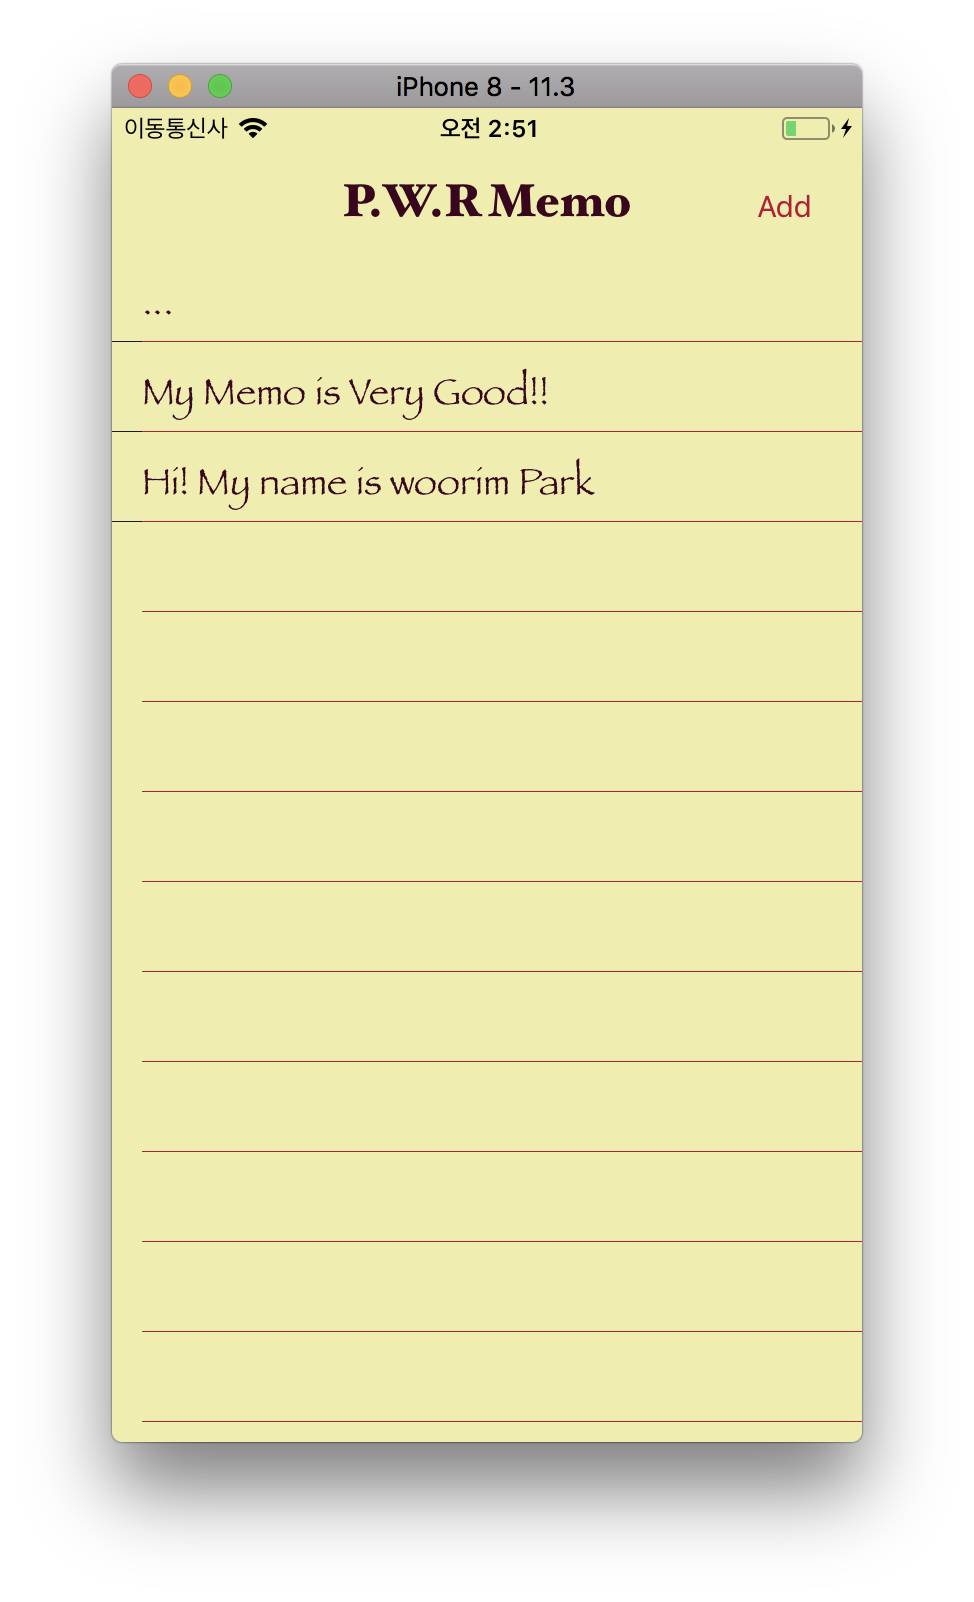 iPhone 8 - 11.3
이동통신사 오전 2:51
P.W.R Memo Add
...
My Memo is Very Good!!
Hi! My name is woorim Park